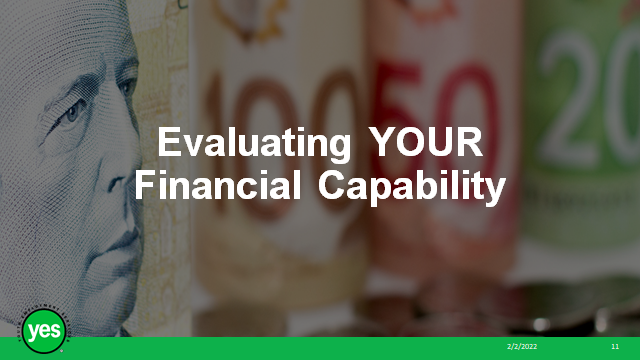 100
50
20
Evaluating YOUR
Financial Capability
yes
2/2/2022
11